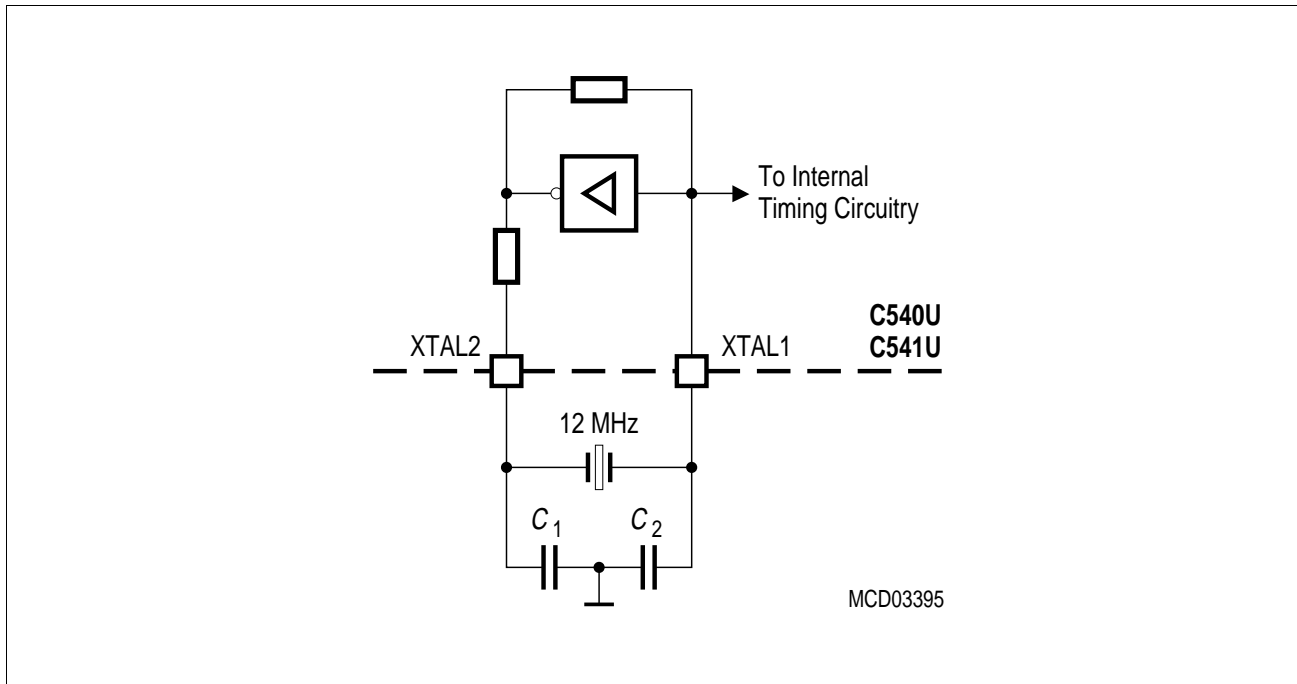 To Internal
Timing Circuitry
C540U
C541U
XTAL2
XTAL1
12 MHz
C1
C2
MCD03395